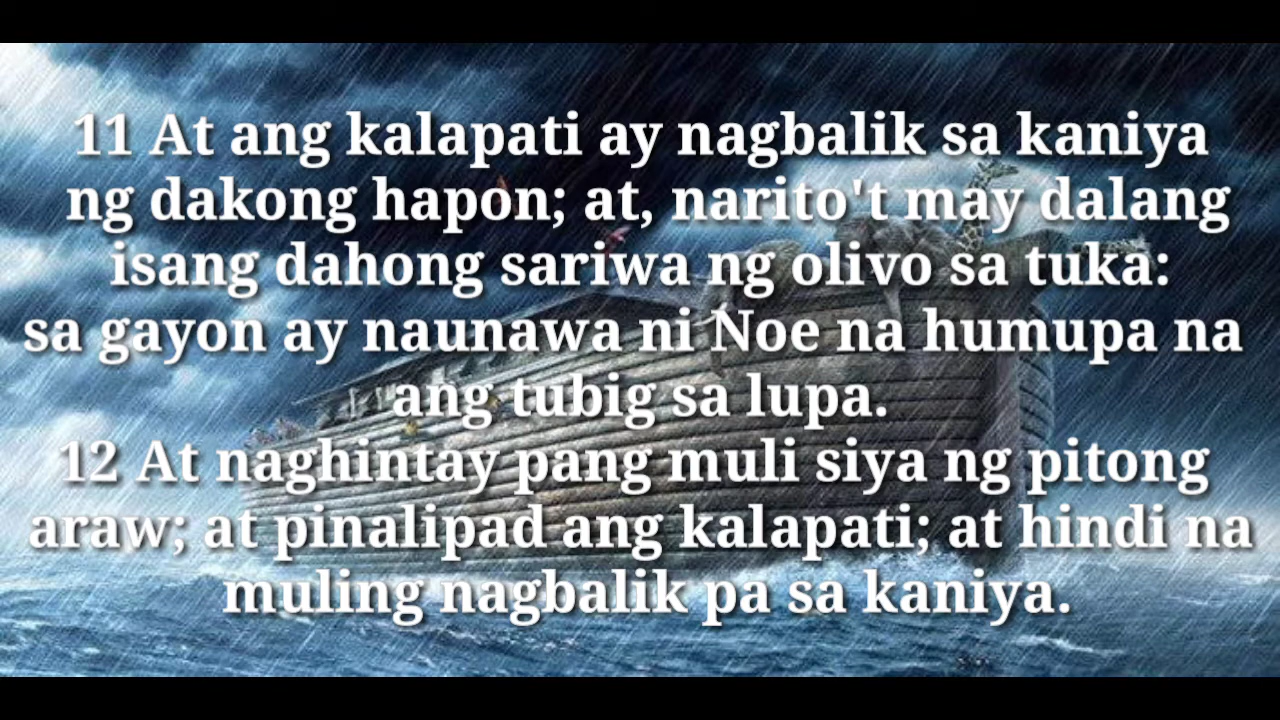 11 At ang kalapati ay nagbalik sa kaniya
ng dakong hapon; at, narito't may dalang
isang dahong sariwa ng olivo sa tuka:
sa gayon ay naunawa ni Noe na humupa na
ang tubig sa lupa.
12 At naghintay pang muli siya ng pitong
araw; at pinalipad ang kalapati; at hindi na
muling nagbalik pa sa kaniya.